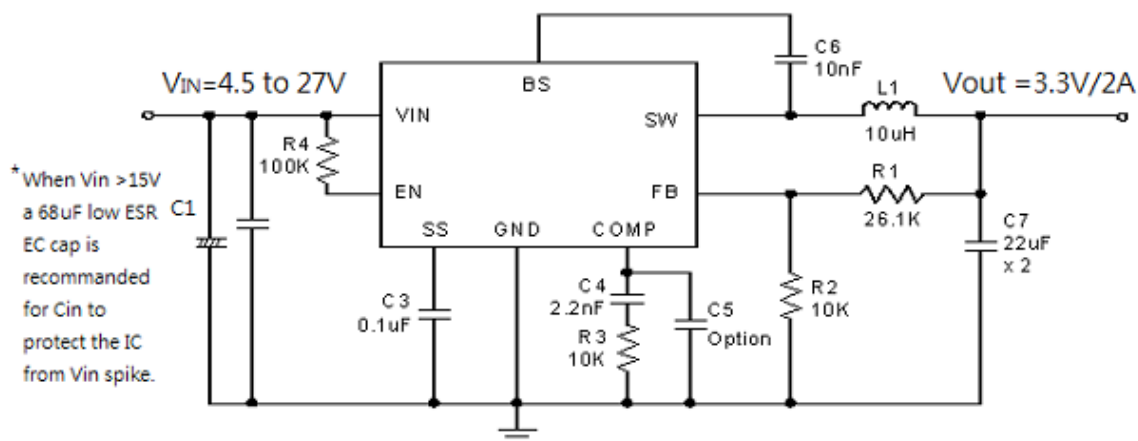 VIN=4.5 to 27V
Vout =3.3V/2A
C6
10nF
BS
L1
10uH
VIN
SW
R4
100K
EN
FB
R1
26.1K
* When Vin >15V
a 68uF low ESR
EC cap is
recommanded
for Cin to
protect the IC
from Vin spike.
C1
SS
GND
COMP
C7
22uF
x 2
C3
0.1uF
C4
2.2nF
R3
10K
C5
Option
R2
10K